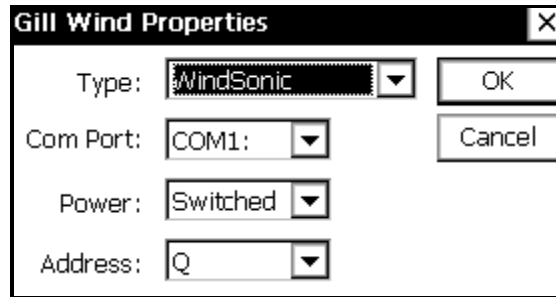 Gill Wind Properties
Type: WindSonic OK
Com Port: COM1: Cancel
Power: Switched
Address: Q